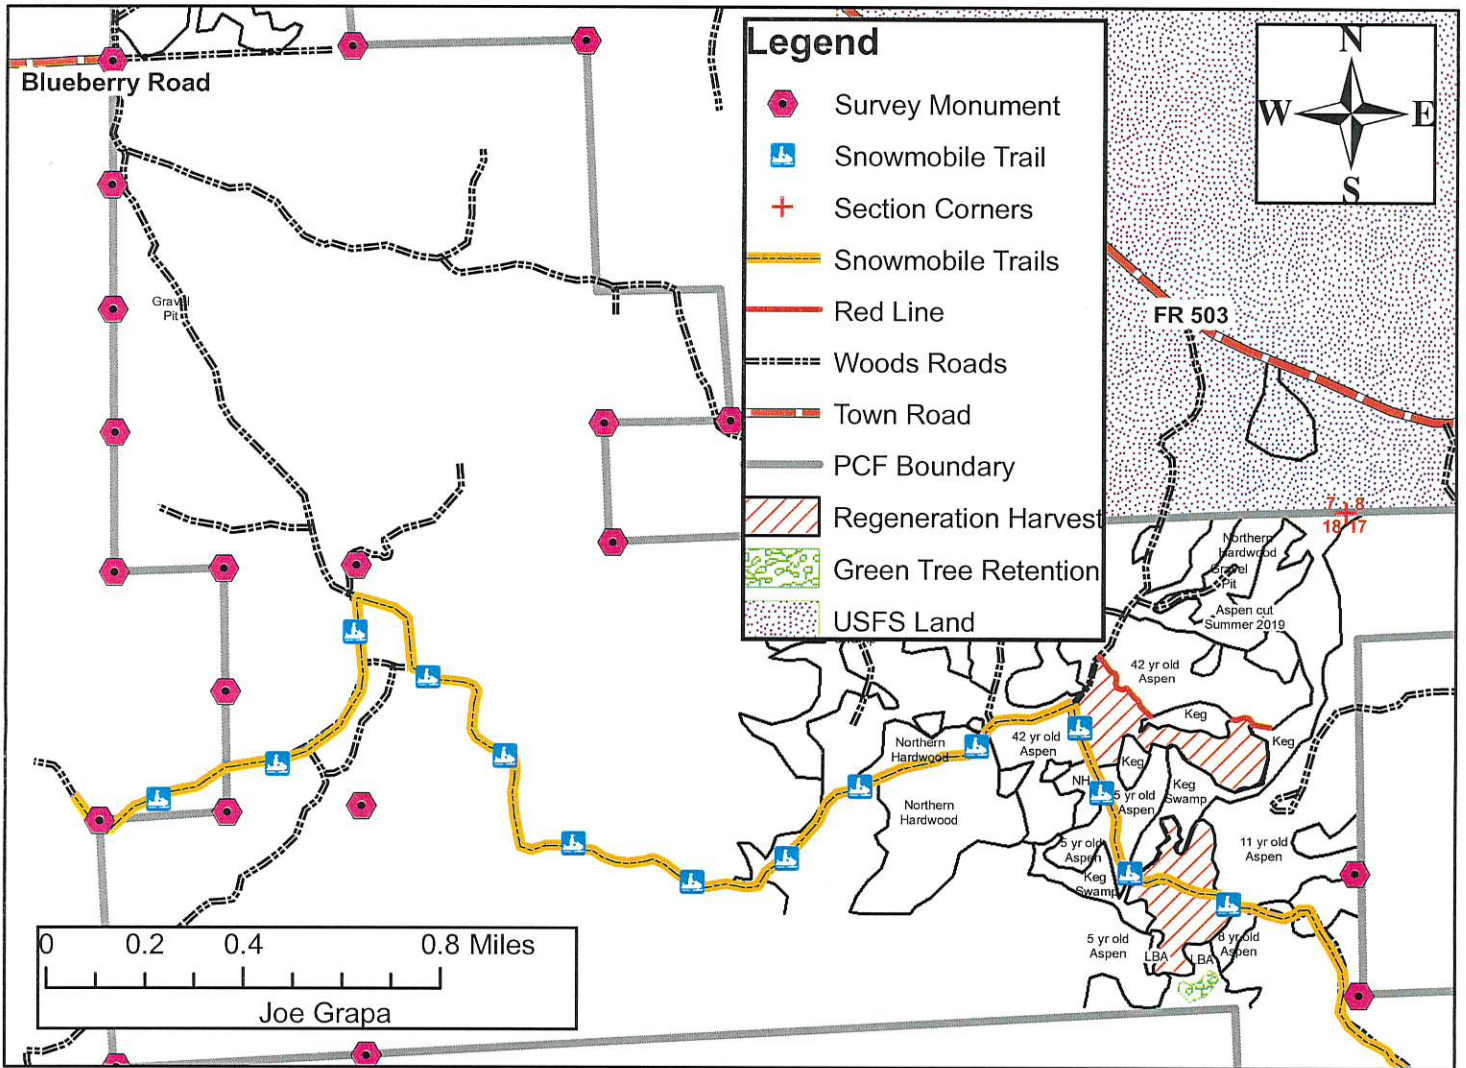 Blueberry Road
Gravel
Pit
Legend
Survey Monument
Snowmobile Trail
Section Corners
Snowmobile Trails
Red Line
Woods Roads
Town Road
PCF Boundary
Regeneration Harvest
Green Tree Retention
USFS Land
N
W E
S
FR 503
7 8
18 17
Northern
Hardwood
Gravel
Pit
Aspen cut
Summer 2019
42 yr old
Aspen
Keg
Keg
42 yr old
Aspen
Northern
Hardwood
Keg
NH
Keg
Swamp
5 yr old
Aspen
Northern
Hardwood
5 yr old
Aspen
11 yr old
Aspen
Keg
Swamp
5 yr old
Aspen
LBA
LBA
8 yr old
Aspen
0 0.2 0.4 0.8 Miles
Joe Grapa